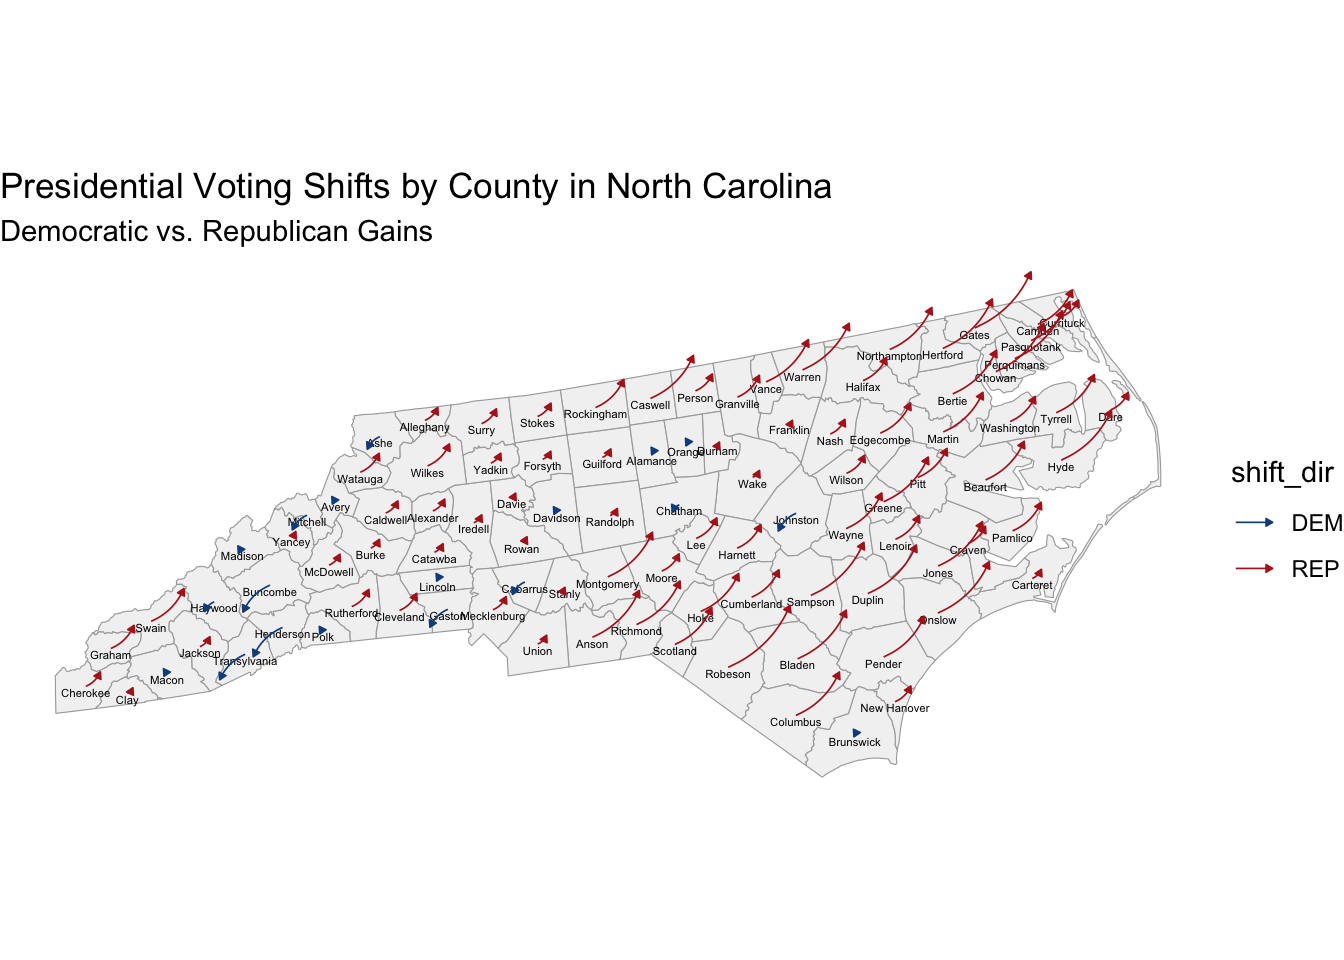 Presidential Voting Shifts by County in North Carolina
Democratic vs. Republican Gains
Currituck
Camden
Gates
Pasquotank
Northampton
Hertford
Perquimans
Chowan
Warren
Halifax
Vance
Bertie
Person
Granville
Caswell
Rockingham
Dare
Tyrrell
Washington
Stokes
Alleghany
Surry
Franklin
Nash
Edgecombe
Martin
Ashe
Orange
Durham
Alamance
Guilford
Forsyth
Yadkin
Wilkes
Watauga
Hyde
shift_dir
Wake
Wilson
Pitt
Beaufort
Davie
Avery
Greene
Chatham
Randolph
Davidson
Iredell
Alexander
Caldwell
Mitchell
Johnston
DEM
Yancey
Wayne
Lenoir
Pamlico
Craven
Lee
Harnett
Rowan
Catawba
Burke
Madison
McDowell
REP
Jones
Moore
Montgomery
Stanly
Cabarrus
Lincoln
Buncombe
Carteret
Haywood
Cumberland
Sampson
Duplin
Rutherford
Cleveland
Gaston
Mecklenburg
Hoke
Onslow
Swain
Henderson
Polk
Richmond
Anson
Union
Scotland
Graham
Jackson
Transylvania
Macon
Robeson
Bladen
Pender
Cherokee
Clay
New Hanover
Columbus
Brunswick